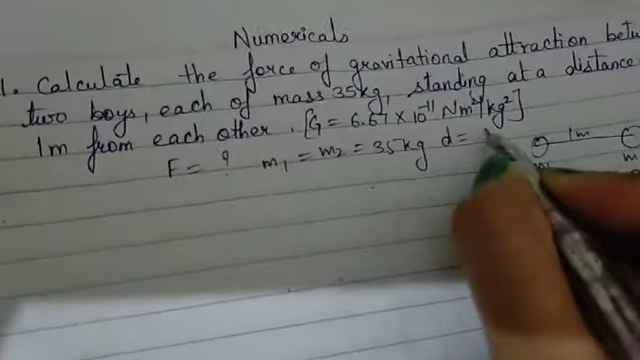 Numericals
1. Calculate the force of gravitational attraction
two boys, each of mass 35kg, standing at a distance
1m from each other. [G = 6.67 × 10⁻¹¹ Nm²/kg²]
F = ? m₁ = m₂ = 35kg d = 1m